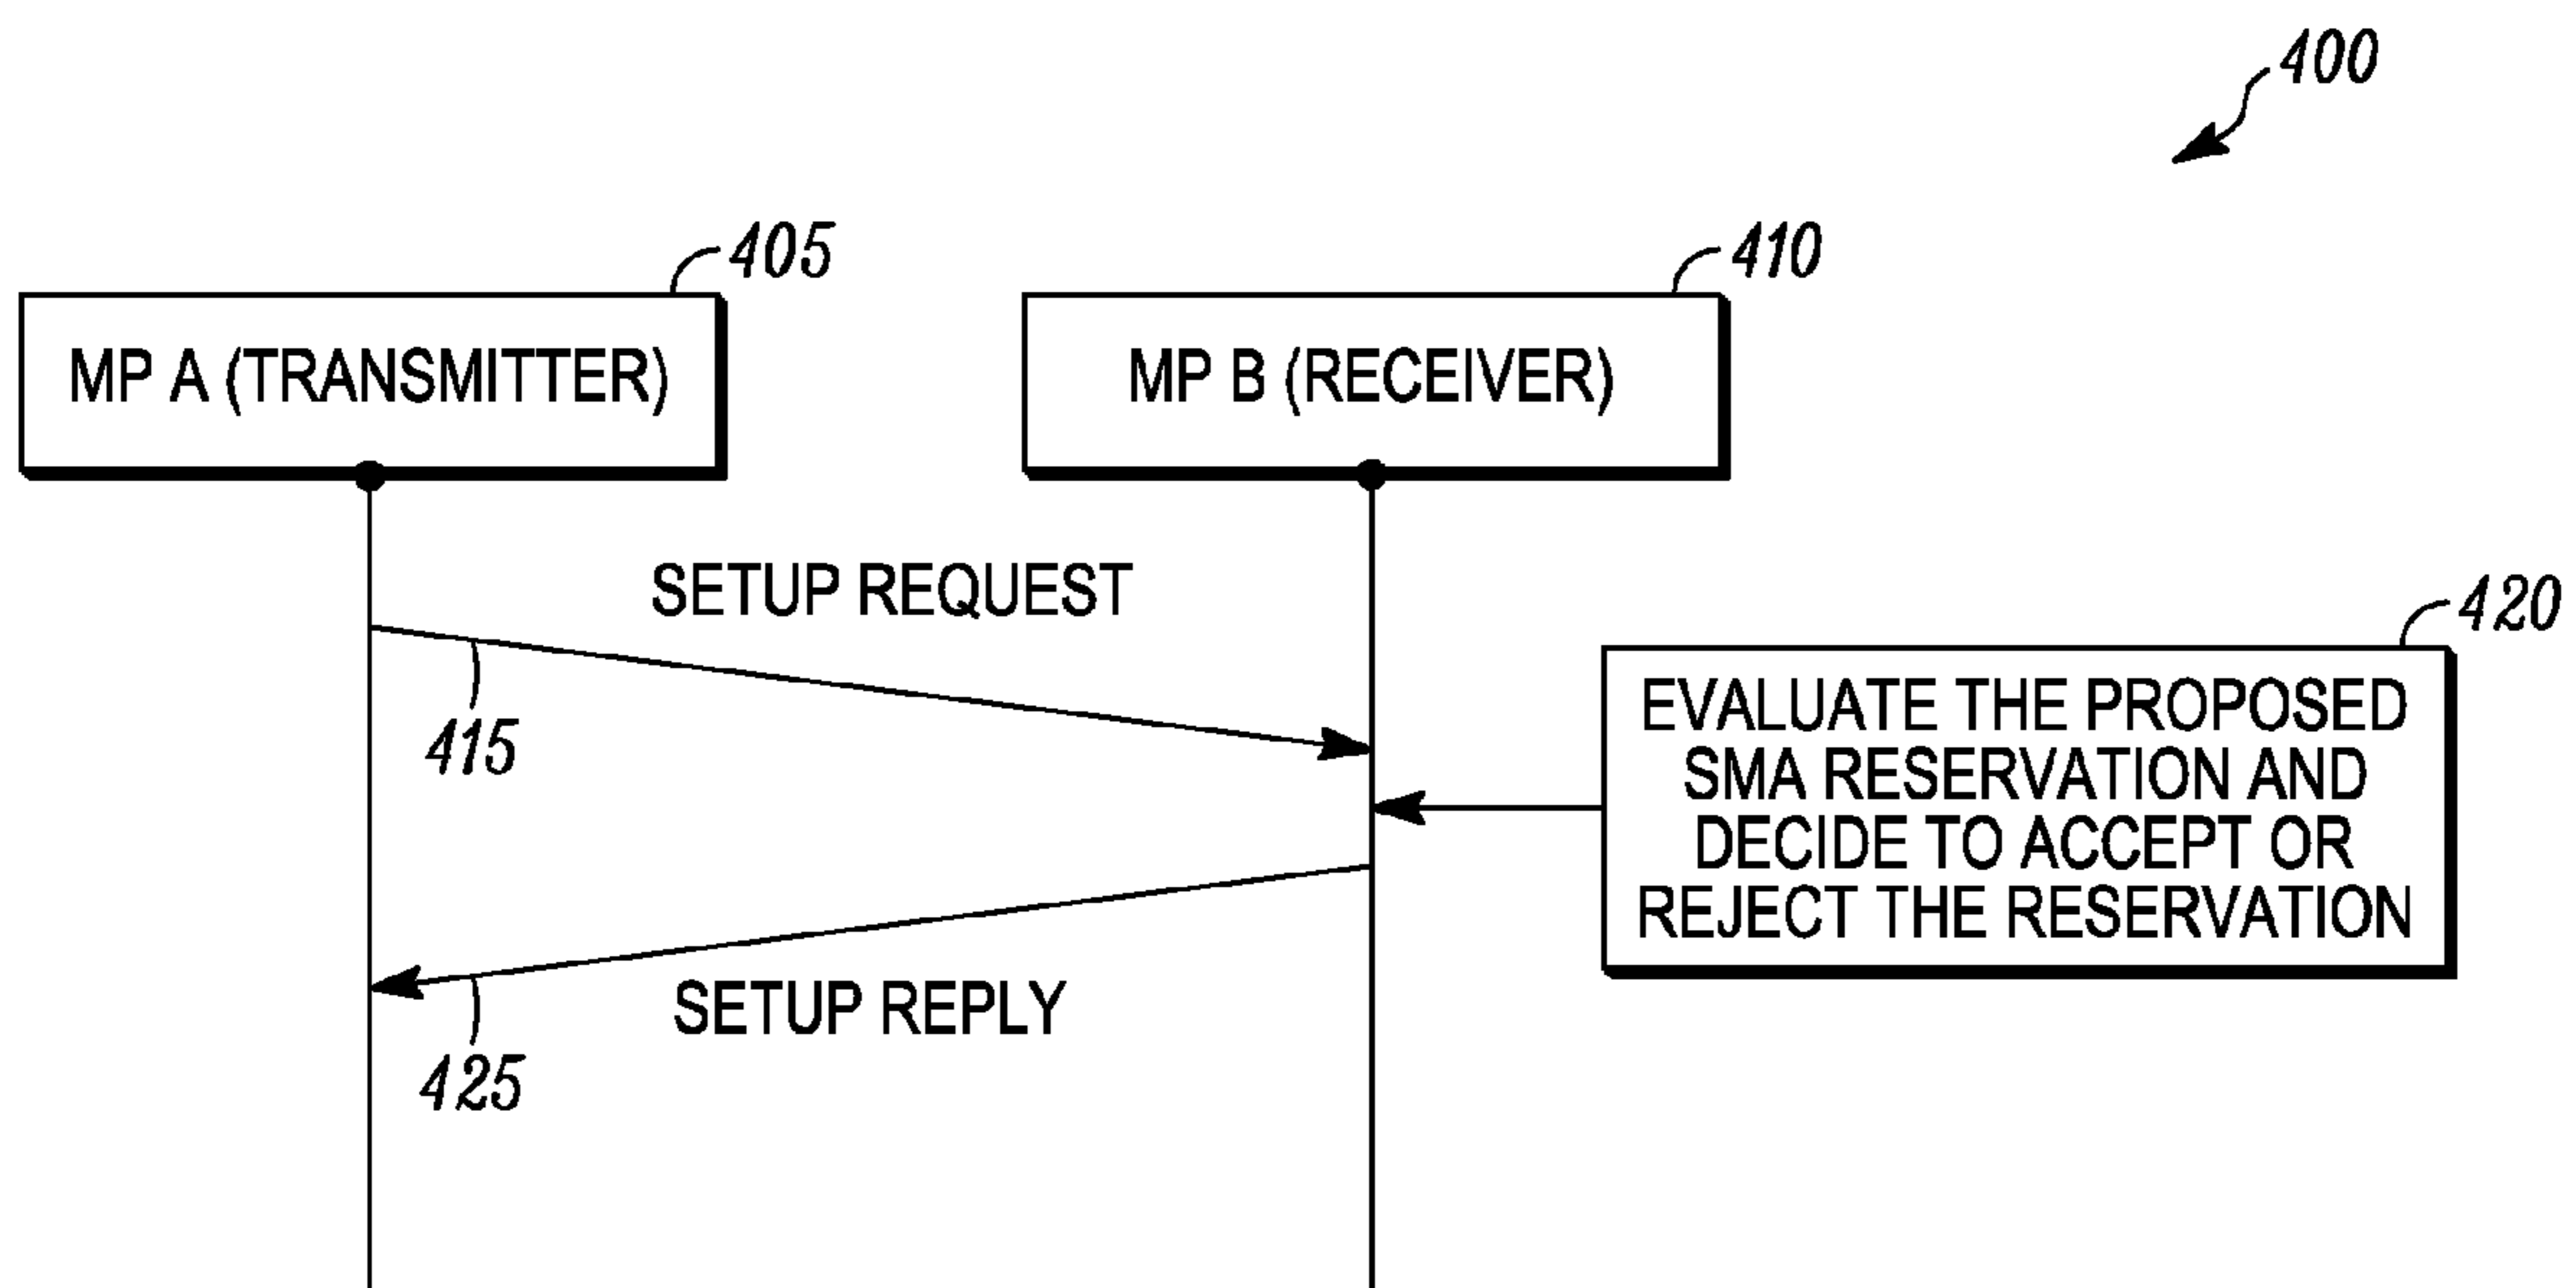 400
405
410
MP A (TRANSMITTER)
MP B (RECEIVER)
SETUP REQUEST
415
420
EVALUATE THE PROPOSED
SMA RESERVATION AND
DECIDE TO ACCEPT OR
REJECT THE RESERVATION
SETUP REPLY
425